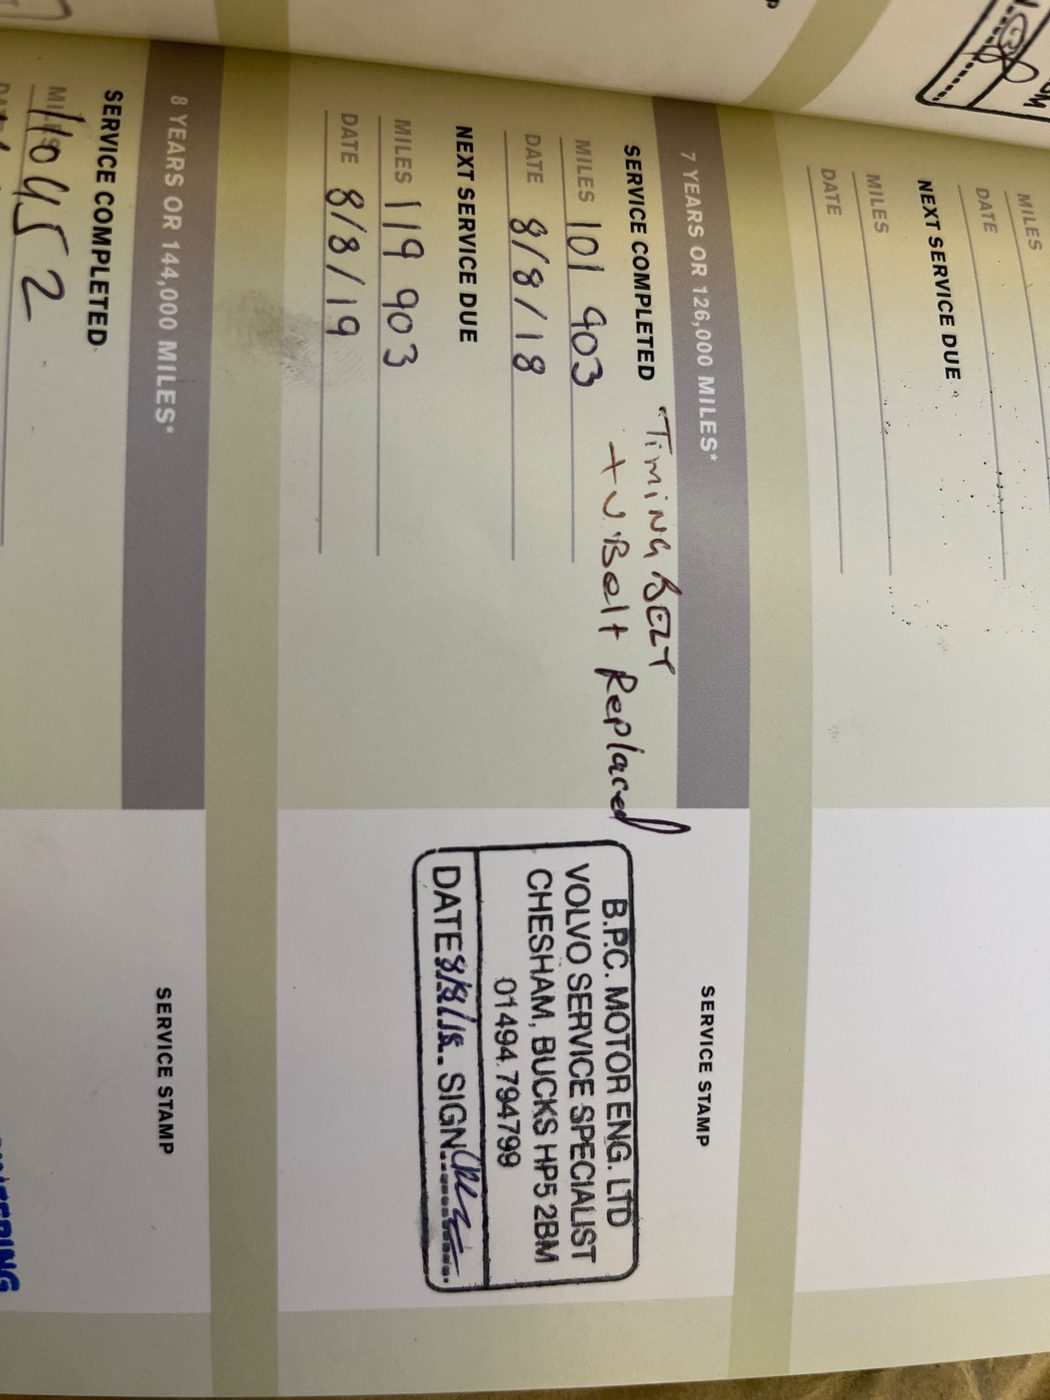 MILES
DATE
NEXT SERVICE DUE
MILES
DATE
7 YEARS OR 126,000 MILES*
SERVICE COMPLETED
"TIMING BELT
+ V.Belt Replaced
MILES 101 903
DATE 8/8/18
NEXT SERVICE DUE
MILES 119 903
DATE 8/8/19
SERVICE STAMP
B.P.C. MOTOR ENG. LTD
VOLVO SERVICE SPECIALIST
CHESHAM, BUCKS HP5 2BM
01494 794799
DATE 8/8/18. SIGN
8 YEARS OR 144,000 MILES*
SERVICE COMPLETED
MILES 110452
SERVICE STAMP